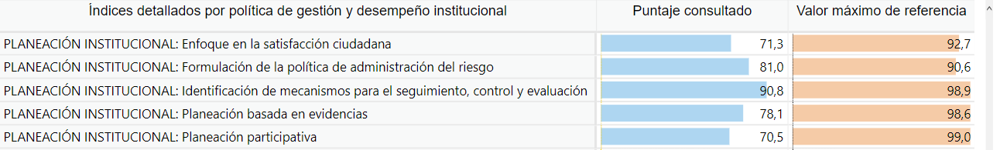 Índices detallados por política de gestión y desempeño institucional Puntaje consultado Valor máximo de referencia
PLANEACIÓN INSTITUCIONAL: Enfoque en la satisfacción ciudadana 71,3 92,7
PLANEACIÓN INSTITUCIONAL: Formulación de la política de administración del riesgo 81,0 90,6
PLANEACIÓN INSTITUCIONAL: Identificación de mecanismos para el seguimiento, control y evaluación 90,8 98,9
PLANEACIÓN INSTITUCIONAL: Planeación basada en evidencias 78,1 98,6
PLANEACIÓN INSTITUCIONAL: Planeación participativa 70,5 99,0